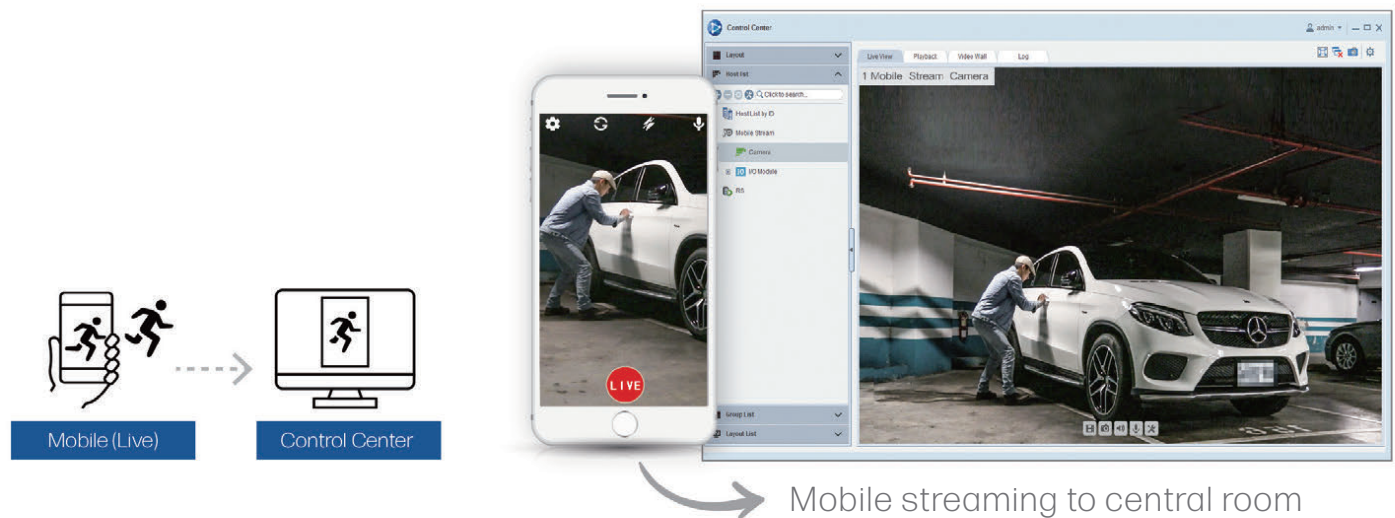 Control Center
admin
Layout
Host list
Click to search...
Host List by ID
Mobile Stream
Camera
I/O Module
Group List
Layout List
Live View
Playback
Video Wall
Log
1 Mobile Stream Camera
LIVE
Mobile (Live)
Control Center
Mobile streaming to central room